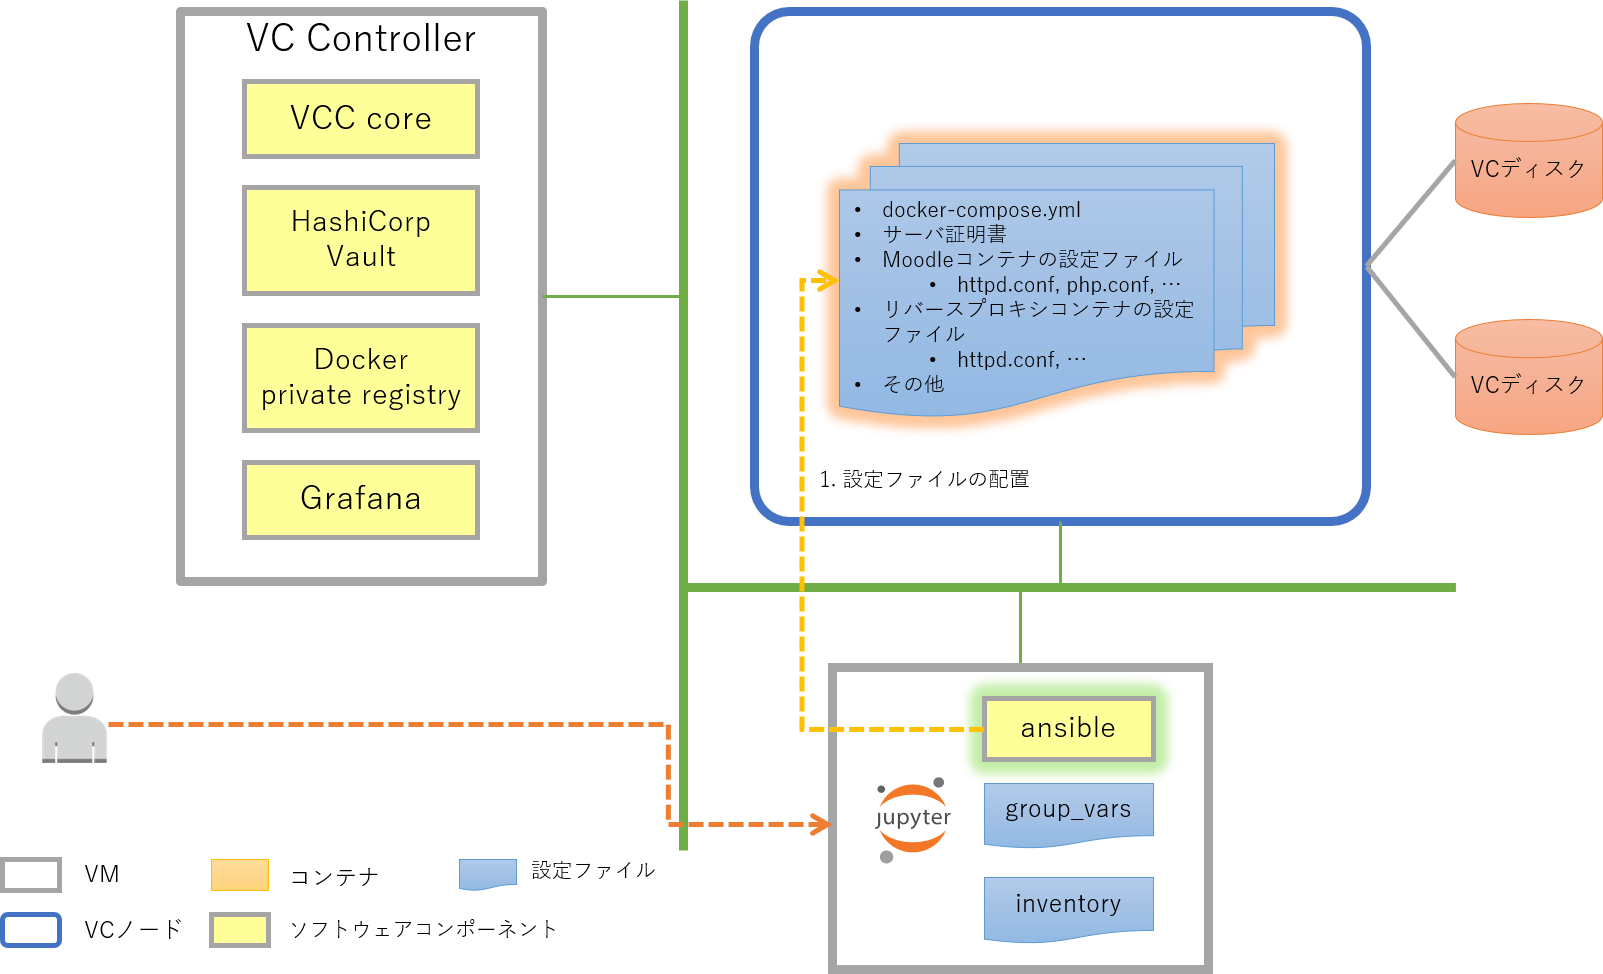 VC Controller
VCC core
HashiCorp
Vault
Docker
private registry
Grafana
• docker-compose.yml
• サーバ証明書
• Moodleコンテナの設定ファイル
• httpd.conf, php.conf, …
• リバースプロキシコンテナの設定
ファイル
• httpd.conf, …
• その他
1. 設定ファイルの配置
VCディスク
VCディスク
ansible
jupyter
group_vars
inventory
VM
コンテナ
設定ファイル
VCノード
ソフトウェアコンポーネント